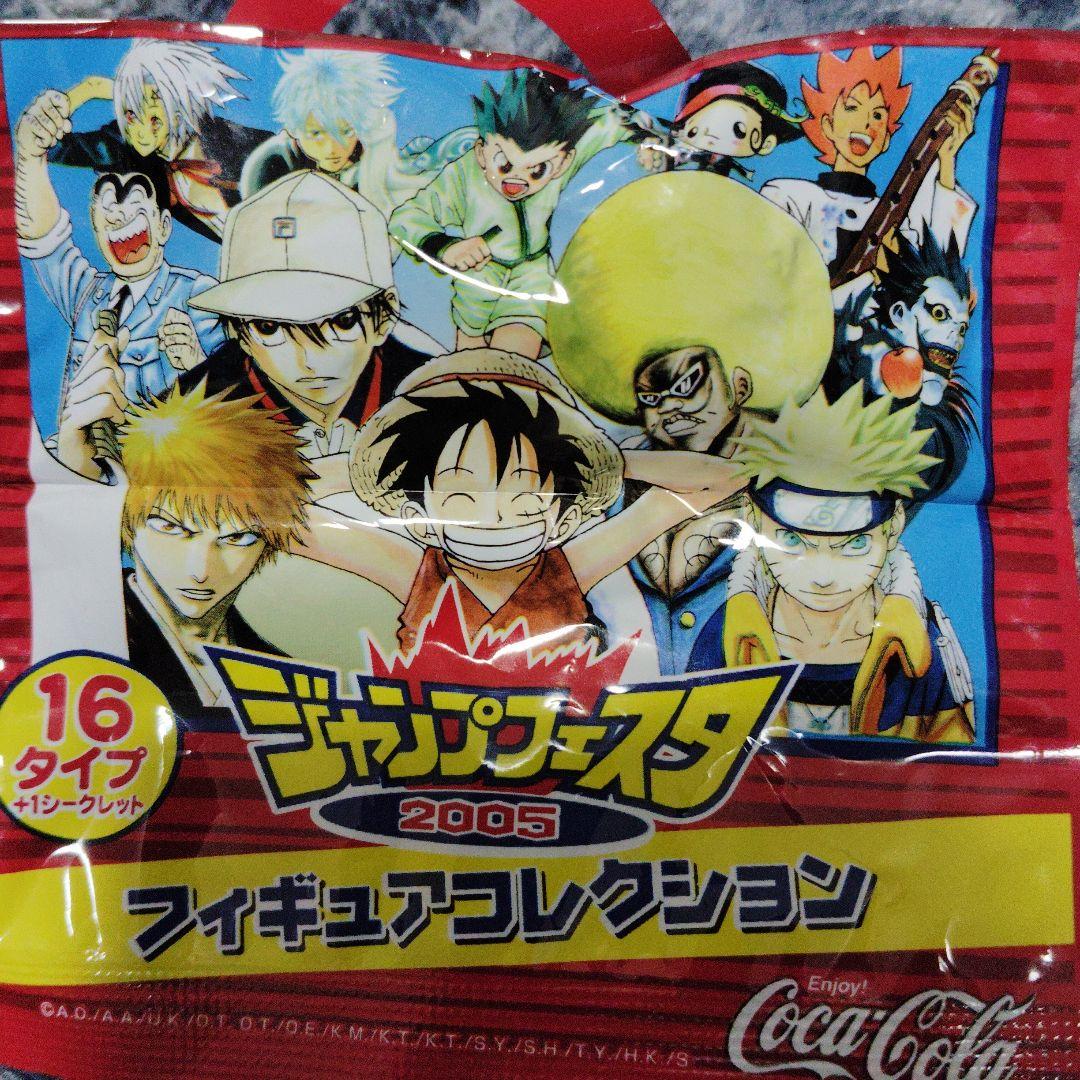 16
タイプ
+1シークレット
ジャンプフェスタ
2005
フィギュアコレクション
Enjoy!
Coca-Cola
©A.D./A.A./U.K./O.T. O.T./O.E./K.M./K.T./K.T./S.Y./S.H./T.Y./H.K./S